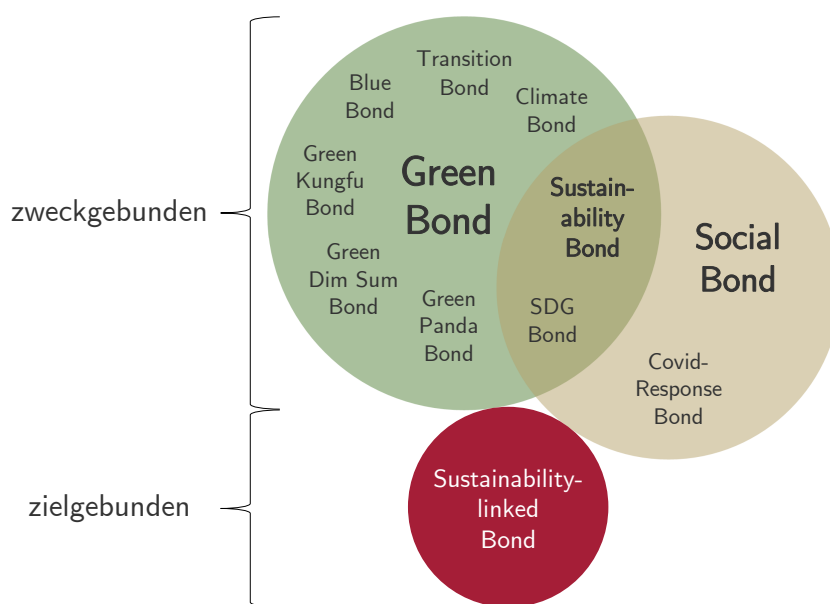 Transition
Bond
Blue
Bond
Climate
Bond
Green
Kungfu
Bond
Green
Bond
Sustain-
ability
Bond
zweckgebunden
Social
Bond
Green
Dim Sum
Bond
Green
Panda
Bond
SDG
Bond
Covid-
Response
Bond
Sustainability-
linked
Bond
zielgebunden